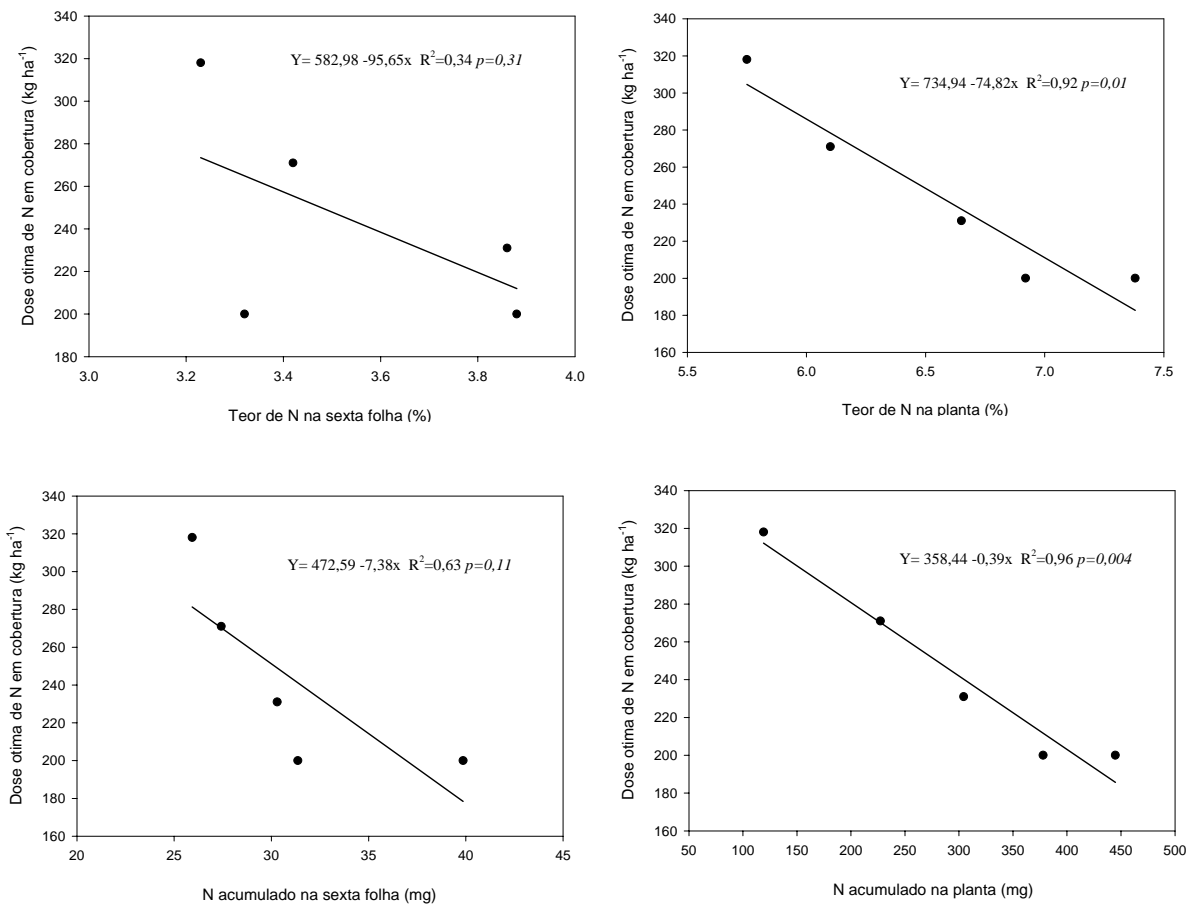 340
320
300
280
260
240
220
200
180
3.0 3.2 3.4 3.6 3.8 4.0
Dose otima de N em cobertura (kg ha-1)
Teor de N na sexta folha (%)
Y= 582,98 -95,65x R2=0,34 p=0,31
340
320
300
280
260
240
220
200
180
160
5.5 6.0 6.5 7.0 7.5
Dose otima de N em cobertura (kg ha-1)
Teor de N na planta (%)
Y= 734,94 -74,82x R2=0,92 p=0,01
340
320
300
280
260
240
220
200
180
160
20 25 30 35 40 45
Dose otima de N em cobertura (kg ha-1)
N acumulado na sexta folha (mg)
Y= 472,59 -7,38x R2=0,63 p=0,11
340
320
300
280
260
240
220
200
180
160
50 100 150 200 250 300 350 400 450 500
Dose otima de N em cobertura (kg ha-1)
N acumulado na planta (mg)
Y= 358,44 -0,39x R2=0,96 p=0,004